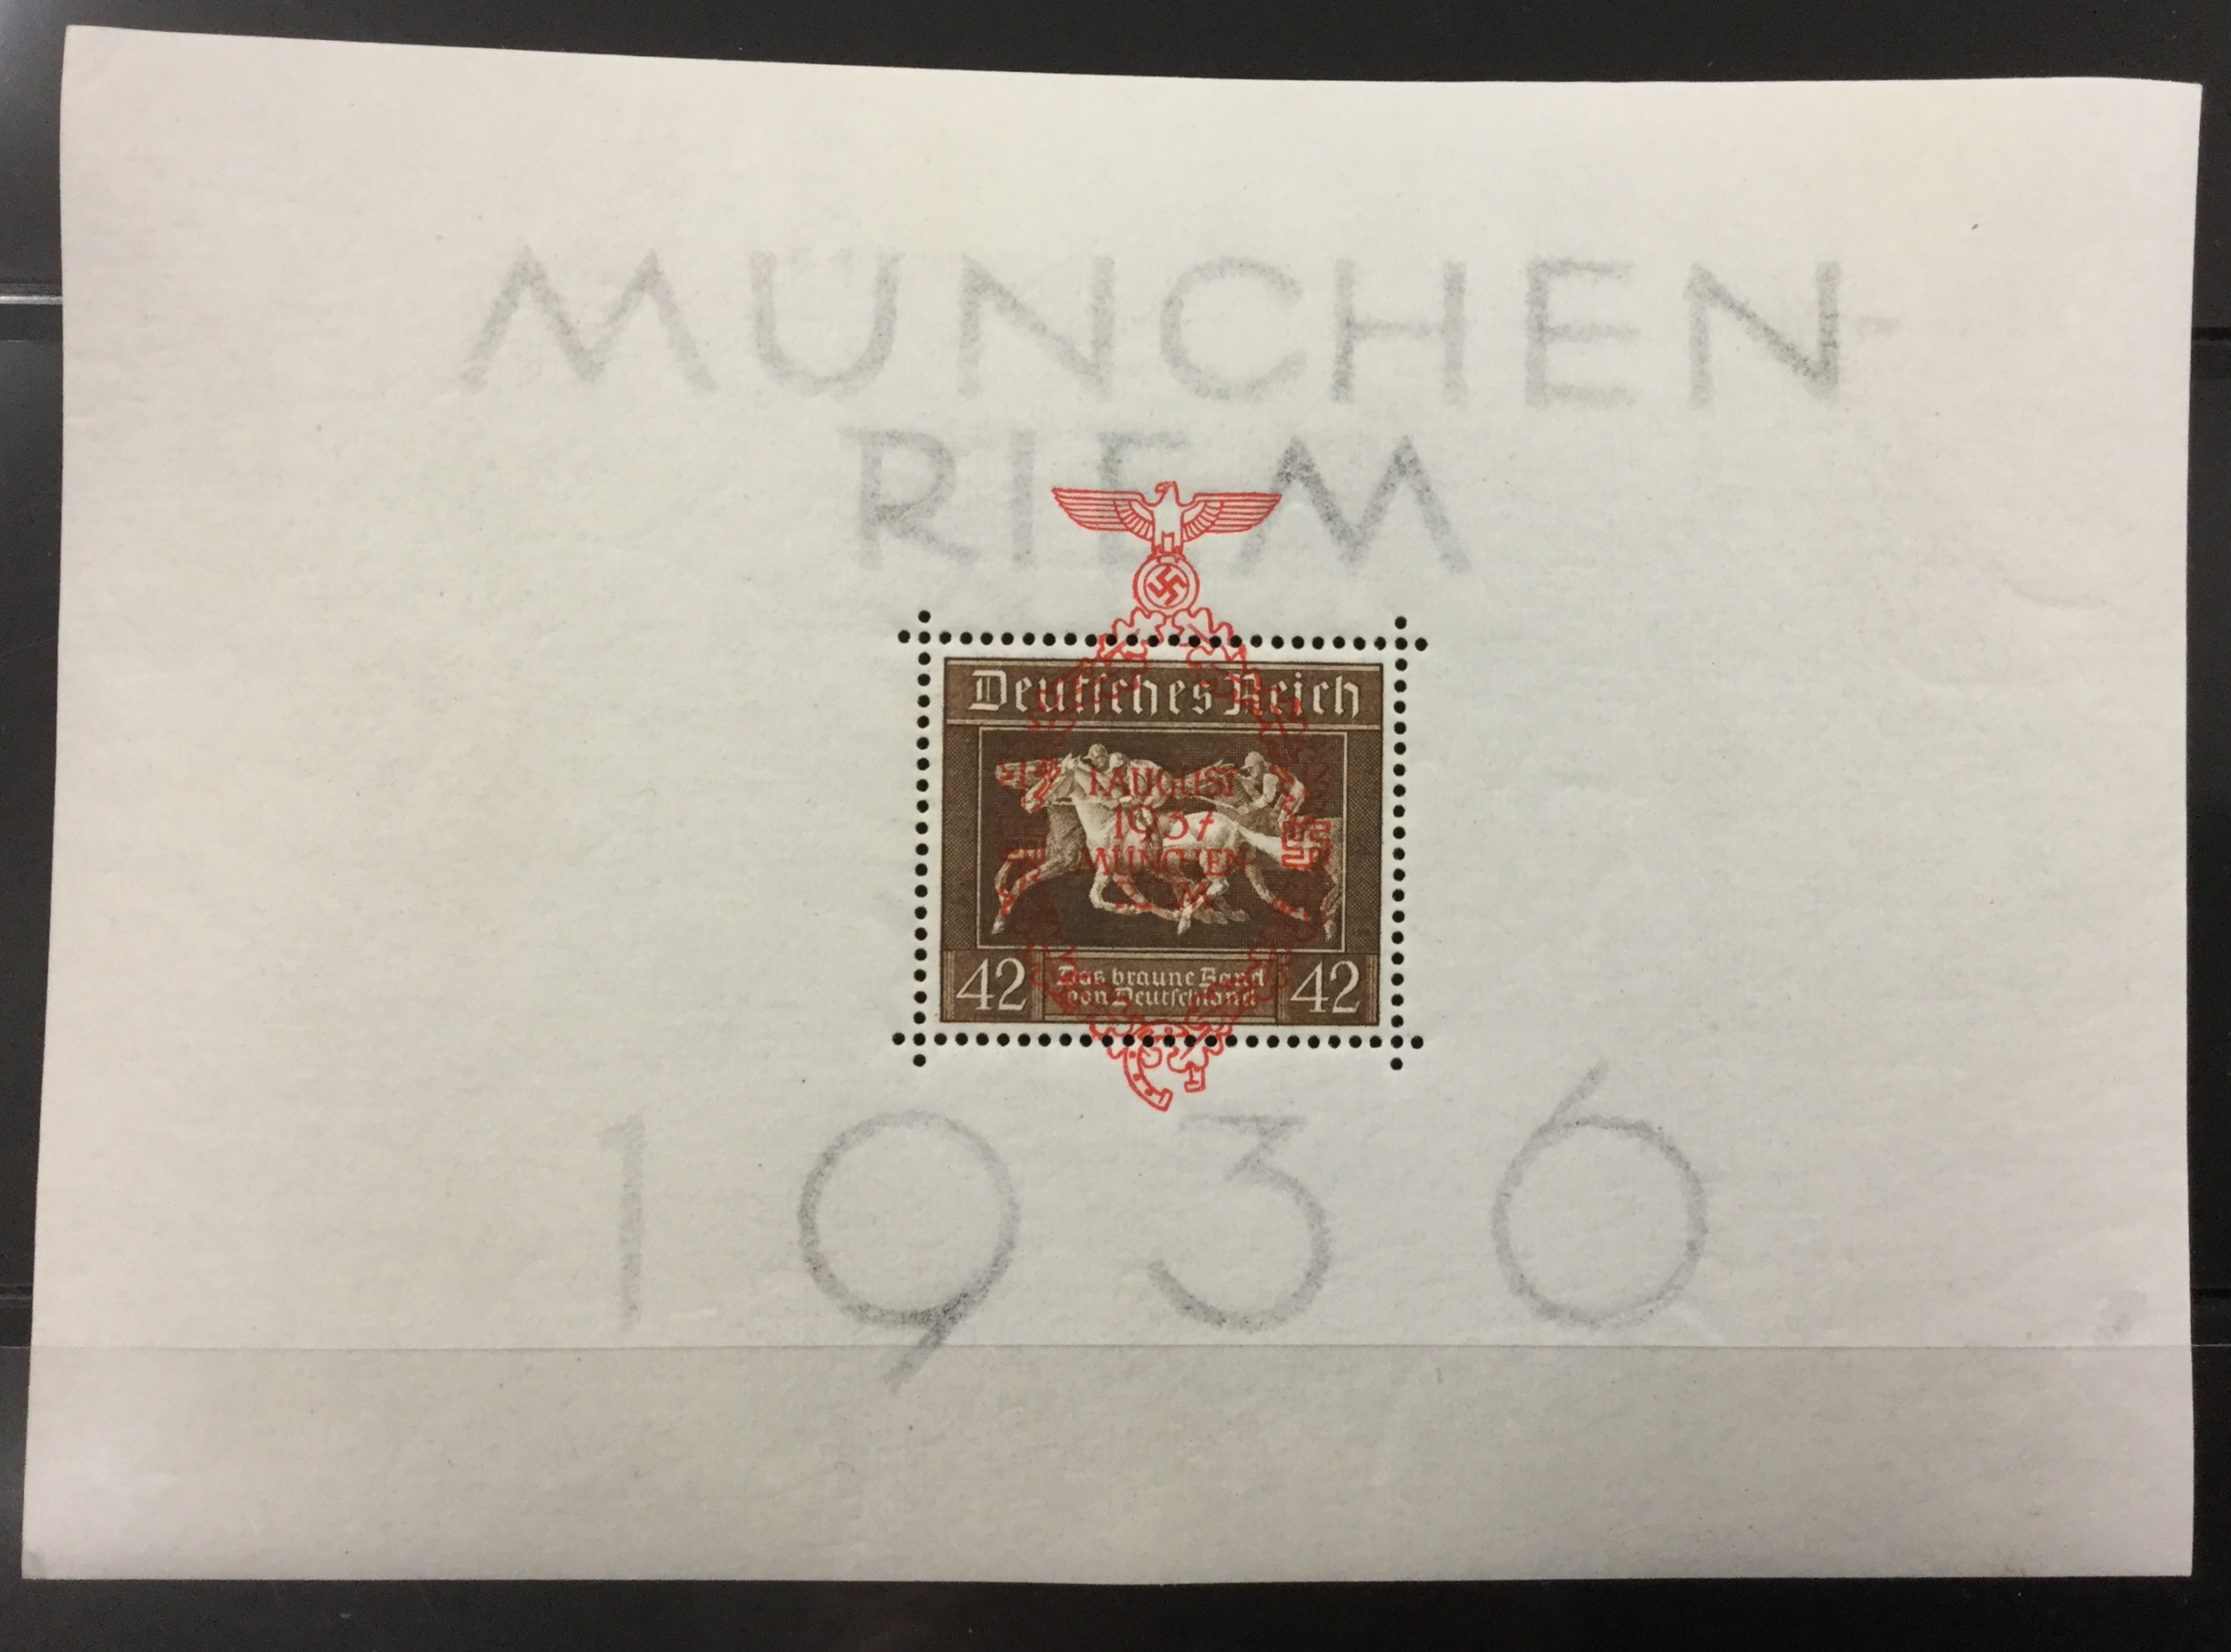 MÜNCHEN-
RIEM
Deutsches Reich
1. AUGUST
1937
MÜNCHEN
42 Das braune Band 42
von Deutschland
1936